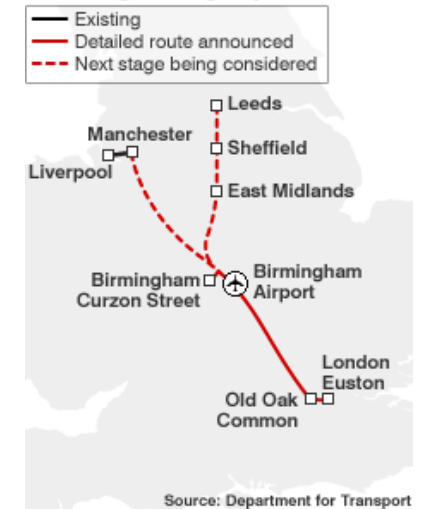 Existing
Detailed route announced
Next stage being considered
Leeds
Manchester
Sheffield
Liverpool
East Midlands
Birmingham
Curzon Street
Birmingham
Airport
London
Euston
Old Oak
Common
Source: Department for Transport